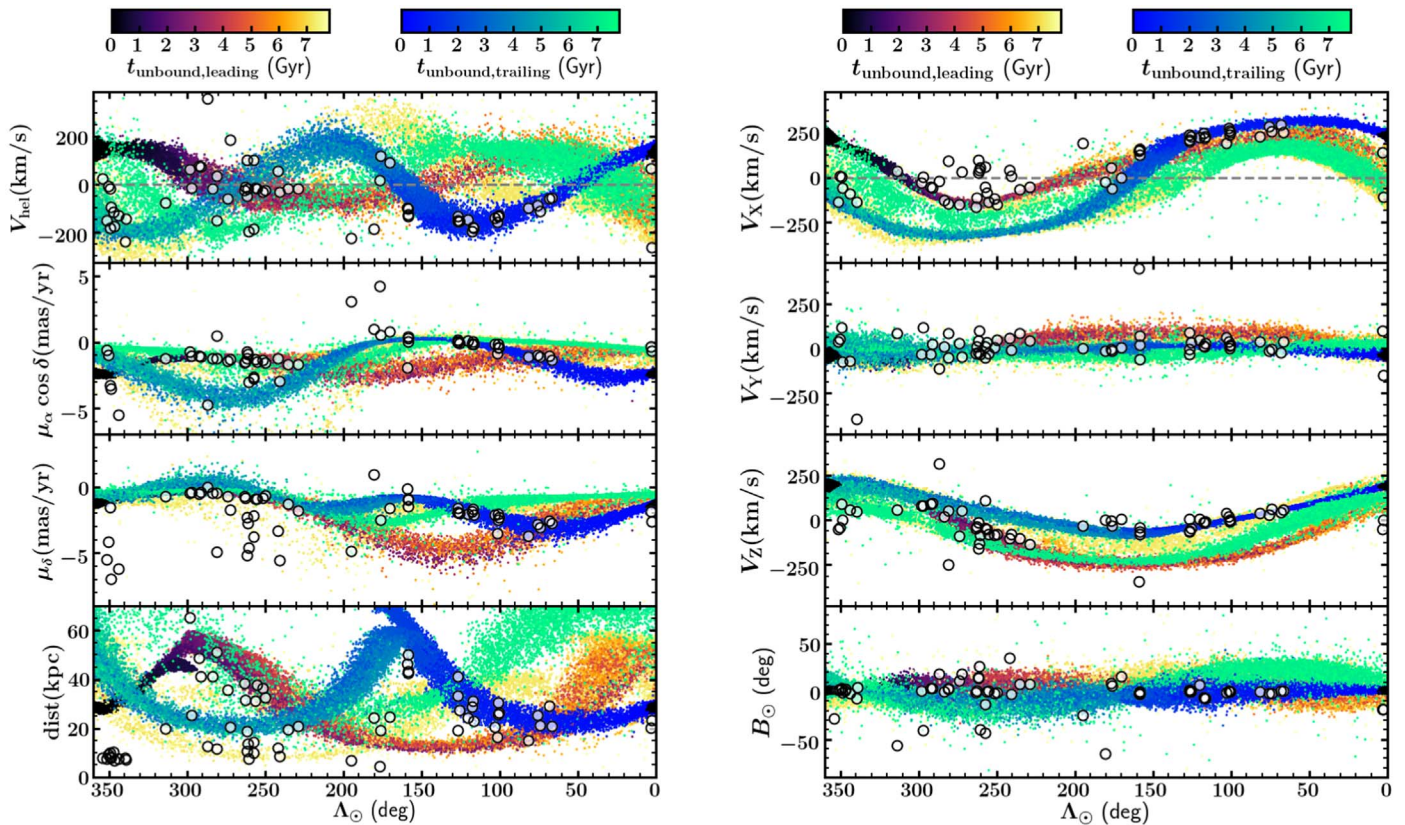 0 1 2 3 4 5 6 7
t_unbound,leading (Gyr)
0 1 2 3 4 5 6 7
t_unbound,trailing (Gyr)
V_hel(km/s)
200
0
−200
μ_α cos δ(mas/yr)
5
0
−5
μ_δ(mas/yr)
0
−5
dist(kpc)
60
40
20
0
350 300 250 200 150 100 50 0
Λ_⊙ (deg)
0 1 2 3 4 5 6 7
t_unbound,leading (Gyr)
0 1 2 3 4 5 6 7
t_unbound,trailing (Gyr)
V_X(km/s)
250
0
−250
V_Y(km/s)
250
0
−250
V_Z(km/s)
250
0
−250
B_⊙ (deg)
50
0
−50
350 300 250 200 150 100 50 0
Λ_⊙ (deg)